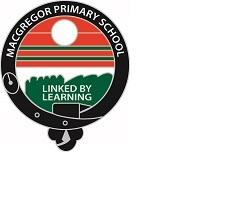 MACGREGOR PRIMARY SCHOOL
LINKED BY
LEARNING